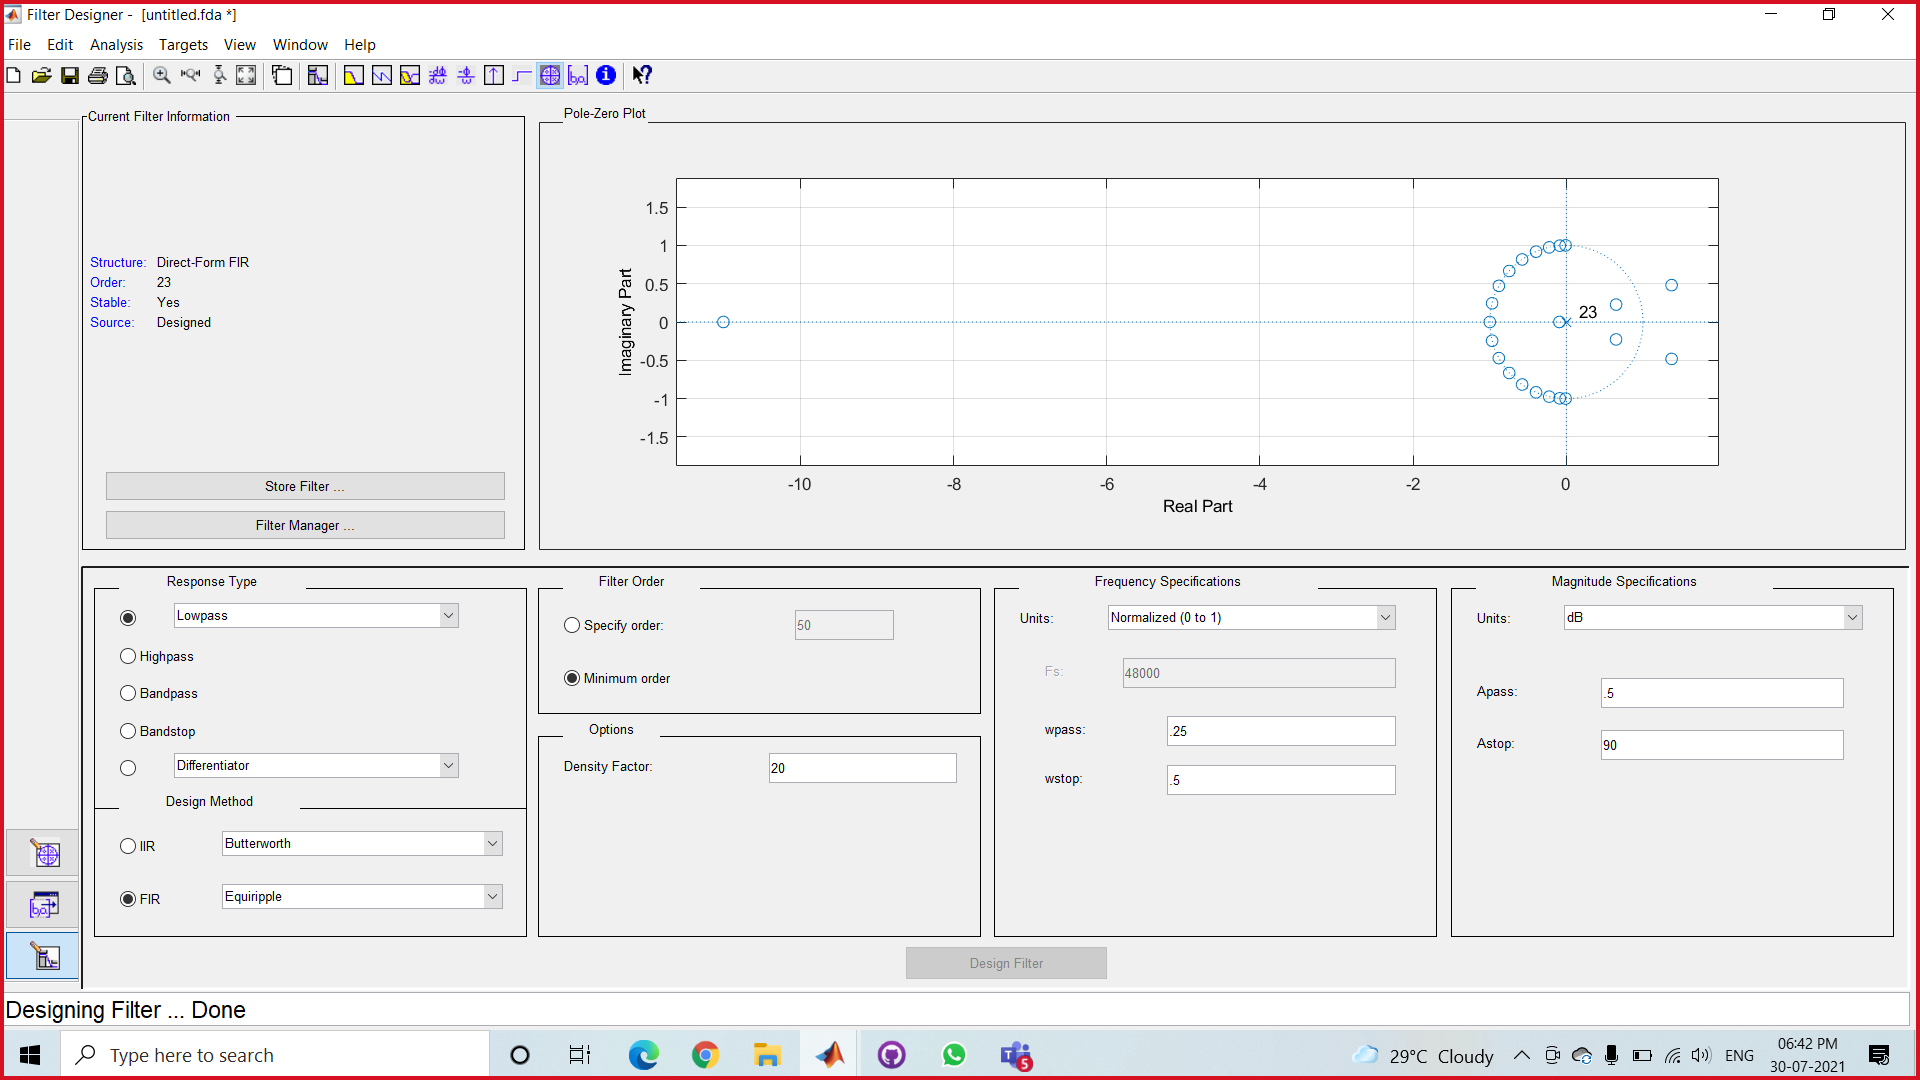 Filter Designer - [untitled.fda *]
File Edit Analysis Targets View Window Help
Current Filter Information
Structure: Direct-Form FIR
Order: 23
Stable: Yes
Source: Designed
Store Filter ...
Filter Manager ...
Pole-Zero Plot
1.5
1
0.5
0
-0.5
-1
-1.5
Imaginary Part
23
-10 -8 -6 -4 -2 0
Real Part
Response Type
Lowpass
Highpass
Bandpass
Bandstop
Differentiator
Design Method
IIR Butterworth
FIR Equiripple
Filter Order
Specify order: 50
Minimum order
Options
Density Factor: 20
Frequency Specifications
Units: Normalized (0 to 1)
Fs: 48000
wpass: .25
wstop: .5
Magnitude Specifications
Units: dB
Apass: .5
Astop: 90
Design Filter
Designing Filter ... Done
Type here to search
5
29°C Cloudy
ENG
06:42 PM
30-07-2021